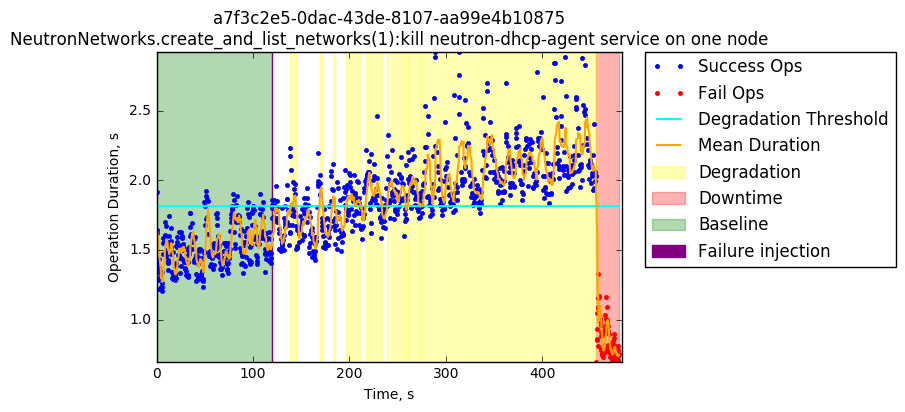 a7f3c2e5-0dac-43de-8107-aa99e4b10875
NeutronNetworks.create_and_list_networks(1):kill neutron-dhcp-agent service on one node
Operation Duration, s
2.5
2.0
1.5
1.0
0
100
200
300
400
Time, s
Success Ops
Fail Ops
Degradation Threshold
Mean Duration
Degradation
Downtime
Baseline
Failure injection